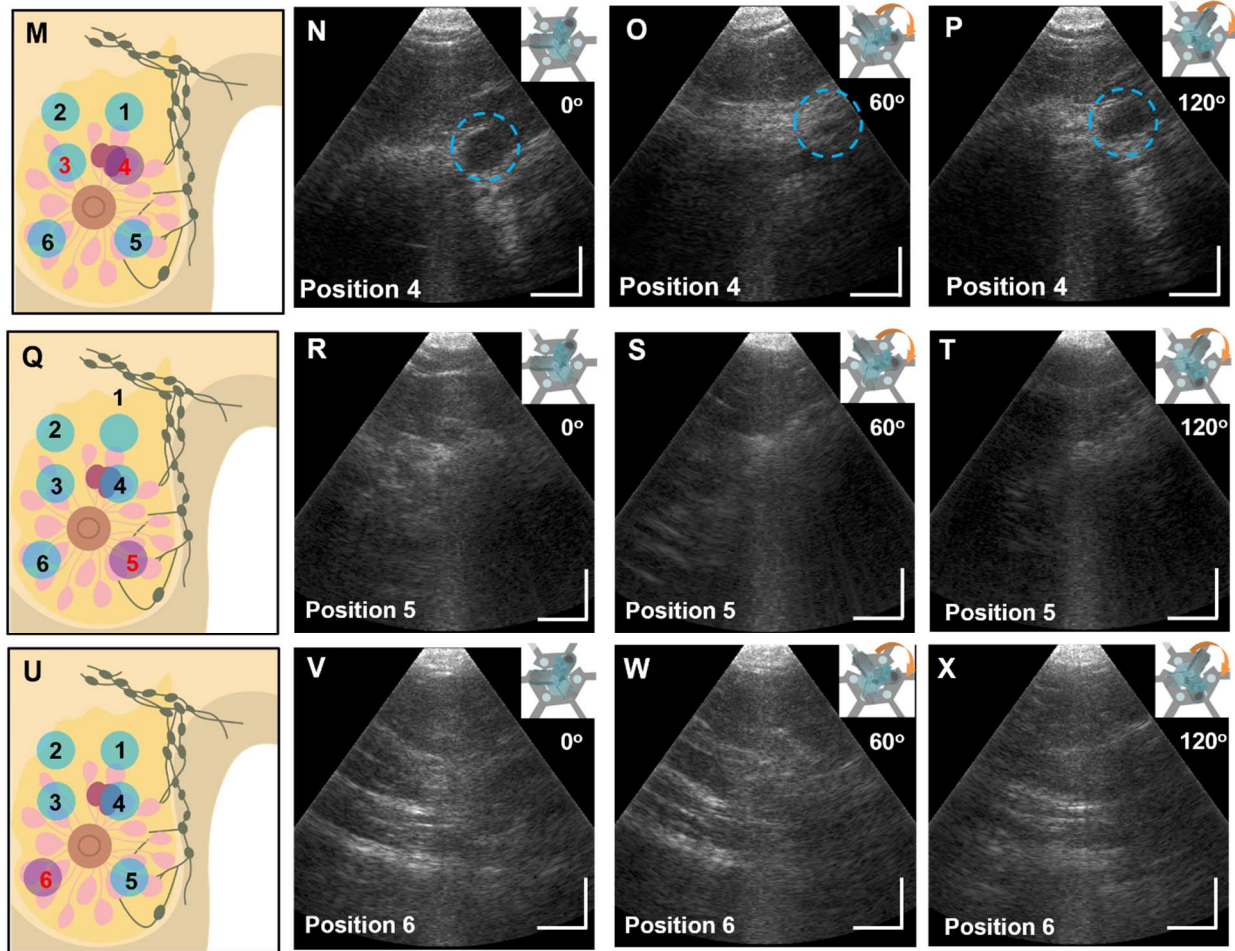 M
2 1
3 4
6 5
N
0°
Position 4
O
60°
Position 4
P
120°
Position 4
Q
1
2
3 4
6 5
R
0°
Position 5
S
60°
Position 5
T
120°
Position 5
U
2 1
3 4
6 5
V
0°
Position 6
W
60°
Position 6
X
120°
Position 6